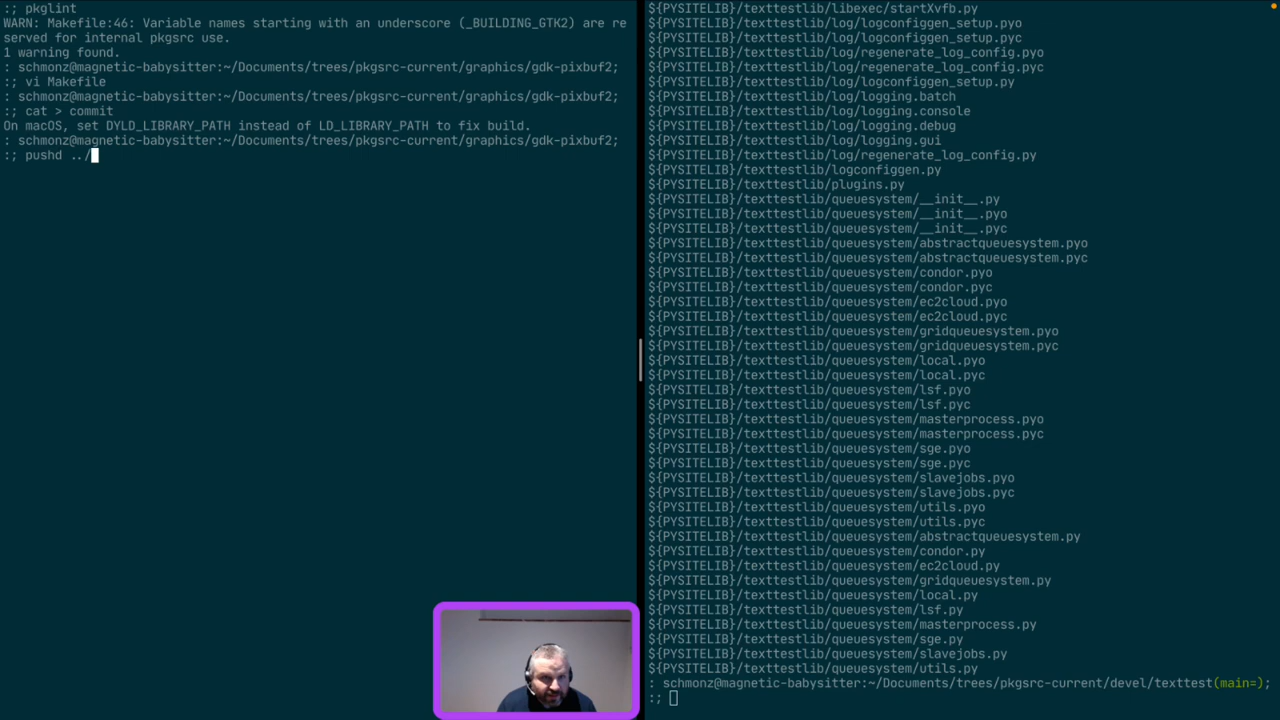 :; pkglint
WARN: Makefile:46: Variable names starting with an underscore (_BUILDING_GTK2) are re
served for internal pkgsrc use.
1 warning found.
: schmonz@magnetic-babysitter:~/Documents/trees/pkgsrc-current/graphics/gdk-pixbuf2;
:; vi Makefile
: schmonz@magnetic-babysitter:~/Documents/trees/pkgsrc-current/graphics/gdk-pixbuf2;
:; cat > commit
On macOS, set DYLD_LIBRARY_PATH instead of LD_LIBRARY_PATH to fix build.
: schmonz@magnetic-babysitter:~/Documents/trees/pkgsrc-current/graphics/gdk-pixbuf2;
:; pushd ../
${PYSITELIB}/texttestlib/libexec/startXvfb.py
${PYSITELIB}/texttestlib/log/logconfiggen_setup.pyo
${PYSITELIB}/texttestlib/log/logconfiggen_setup.pyc
${PYSITELIB}/texttestlib/log/regenerate_log_config.pyo
${PYSITELIB}/texttestlib/log/regenerate_log_config.pyc
${PYSITELIB}/texttestlib/log/logconfiggen_setup.py
${PYSITELIB}/texttestlib/log/logging.batch
${PYSITELIB}/texttestlib/log/logging.console
${PYSITELIB}/texttestlib/log/logging.debug
${PYSITELIB}/texttestlib/log/logging.gui
${PYSITELIB}/texttestlib/log/regenerate_log_config.py
${PYSITELIB}/texttestlib/logconfiggen.py
${PYSITELIB}/texttestlib/plugins.py
${PYSITELIB}/texttestlib/queuesystem/__init__.py
${PYSITELIB}/texttestlib/queuesystem/__init__.pyo
${PYSITELIB}/texttestlib/queuesystem/__init__.pyc
${PYSITELIB}/texttestlib/queuesystem/abstractqueuesystem.pyo
${PYSITELIB}/texttestlib/queuesystem/abstractqueuesystem.pyc
${PYSITELIB}/texttestlib/queuesystem/condor.pyo
${PYSITELIB}/texttestlib/queuesystem/condor.pyc
${PYSITELIB}/texttestlib/queuesystem/ec2cloud.pyo
${PYSITELIB}/texttestlib/queuesystem/ec2cloud.pyc
${PYSITELIB}/texttestlib/queuesystem/gridqueuesystem.pyo
${PYSITELIB}/texttestlib/queuesystem/gridqueuesystem.pyc
${PYSITELIB}/texttestlib/queuesystem/local.pyo
${PYSITELIB}/texttestlib/queuesystem/local.pyc
${PYSITELIB}/texttestlib/queuesystem/lsf.pyo
${PYSITELIB}/texttestlib/queuesystem/lsf.pyc
${PYSITELIB}/texttestlib/queuesystem/masterprocess.pyo
${PYSITELIB}/texttestlib/queuesystem/masterprocess.pyc
${PYSITELIB}/texttestlib/queuesystem/sge.pyo
${PYSITELIB}/texttestlib/queuesystem/sge.pyc
${PYSITELIB}/texttestlib/queuesystem/slavejobs.pyo
${PYSITELIB}/texttestlib/queuesystem/slavejobs.pyc
${PYSITELIB}/texttestlib/queuesystem/utils.pyo
${PYSITELIB}/texttestlib/queuesystem/utils.pyc
${PYSITELIB}/texttestlib/queuesystem/abstractqueuesystem.py
${PYSITELIB}/texttestlib/queuesystem/condor.py
${PYSITELIB}/texttestlib/queuesystem/ec2cloud.py
${PYSITELIB}/texttestlib/queuesystem/gridqueuesystem.py
${PYSITELIB}/texttestlib/queuesystem/local.py
${PYSITELIB}/texttestlib/queuesystem/lsf.py
${PYSITELIB}/texttestlib/queuesystem/masterprocess.py
${PYSITELIB}/texttestlib/queuesystem/sge.py
${PYSITELIB}/texttestlib/queuesystem/slavejobs.py
${PYSITELIB}/texttestlib/queuesystem/utils.py
: schmonz@magnetic-babysitter:~/Documents/trees/pkgsrc-current/devel/texttest(main=);
:;